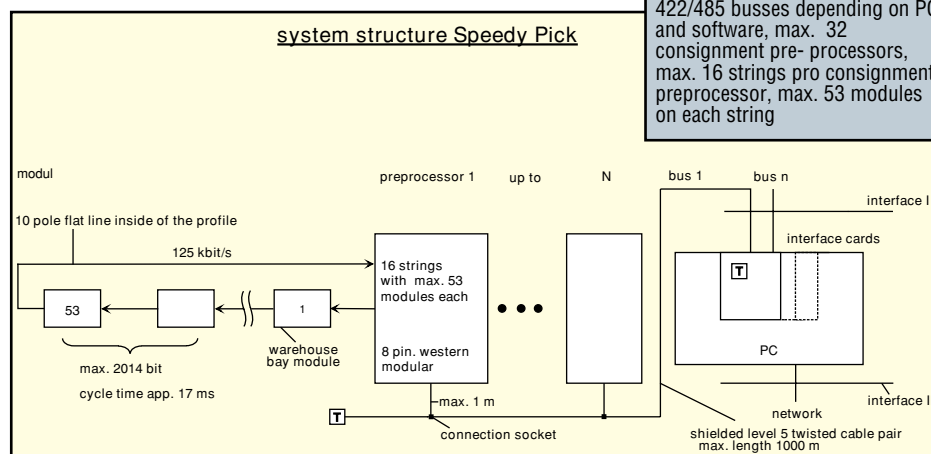 422/485 busses depending on PC
and software, max. 32
consignment pre- processors,
max. 16 strings pro consignment
preprocessor, max. 53 modules
on each string
system structure Speedy Pick
modul
preprocessor 1
up to
N
bus 1
bus n
interface I
10 pole flat line inside of the profile
interface cards
125 kbit/s
16 strings
with max. 53
modules each
T
53
1
warehouse
bay module
8 pin. western
modular
PC
max. 2014 bit
cycle time app. 17 ms
max. 1 m
interface I
T
network
connection socket
shielded level 5 twisted cable pair
max. length 1000 m